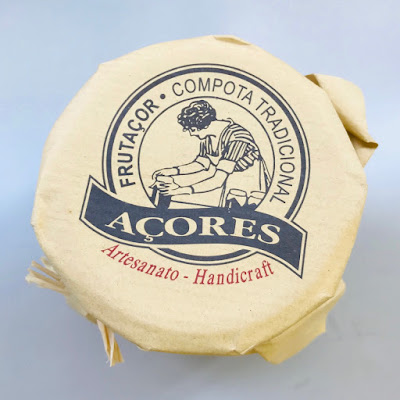 FRUTAÇOR • COMPOTA TRADICIONAL
AÇORES
Artesanato - Handicraft